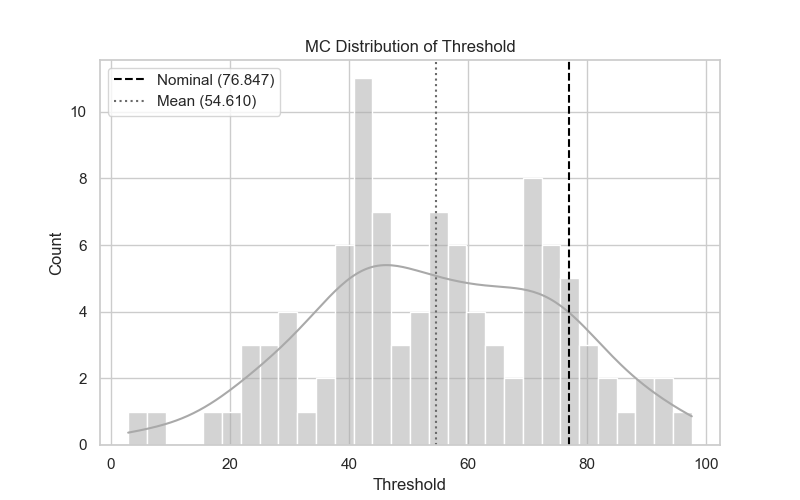 MC Distribution of Threshold
Nominal (76.847)
Mean (54.610)
Count
10
8
6
4
2
0
0 20 40 60 80 100
Threshold